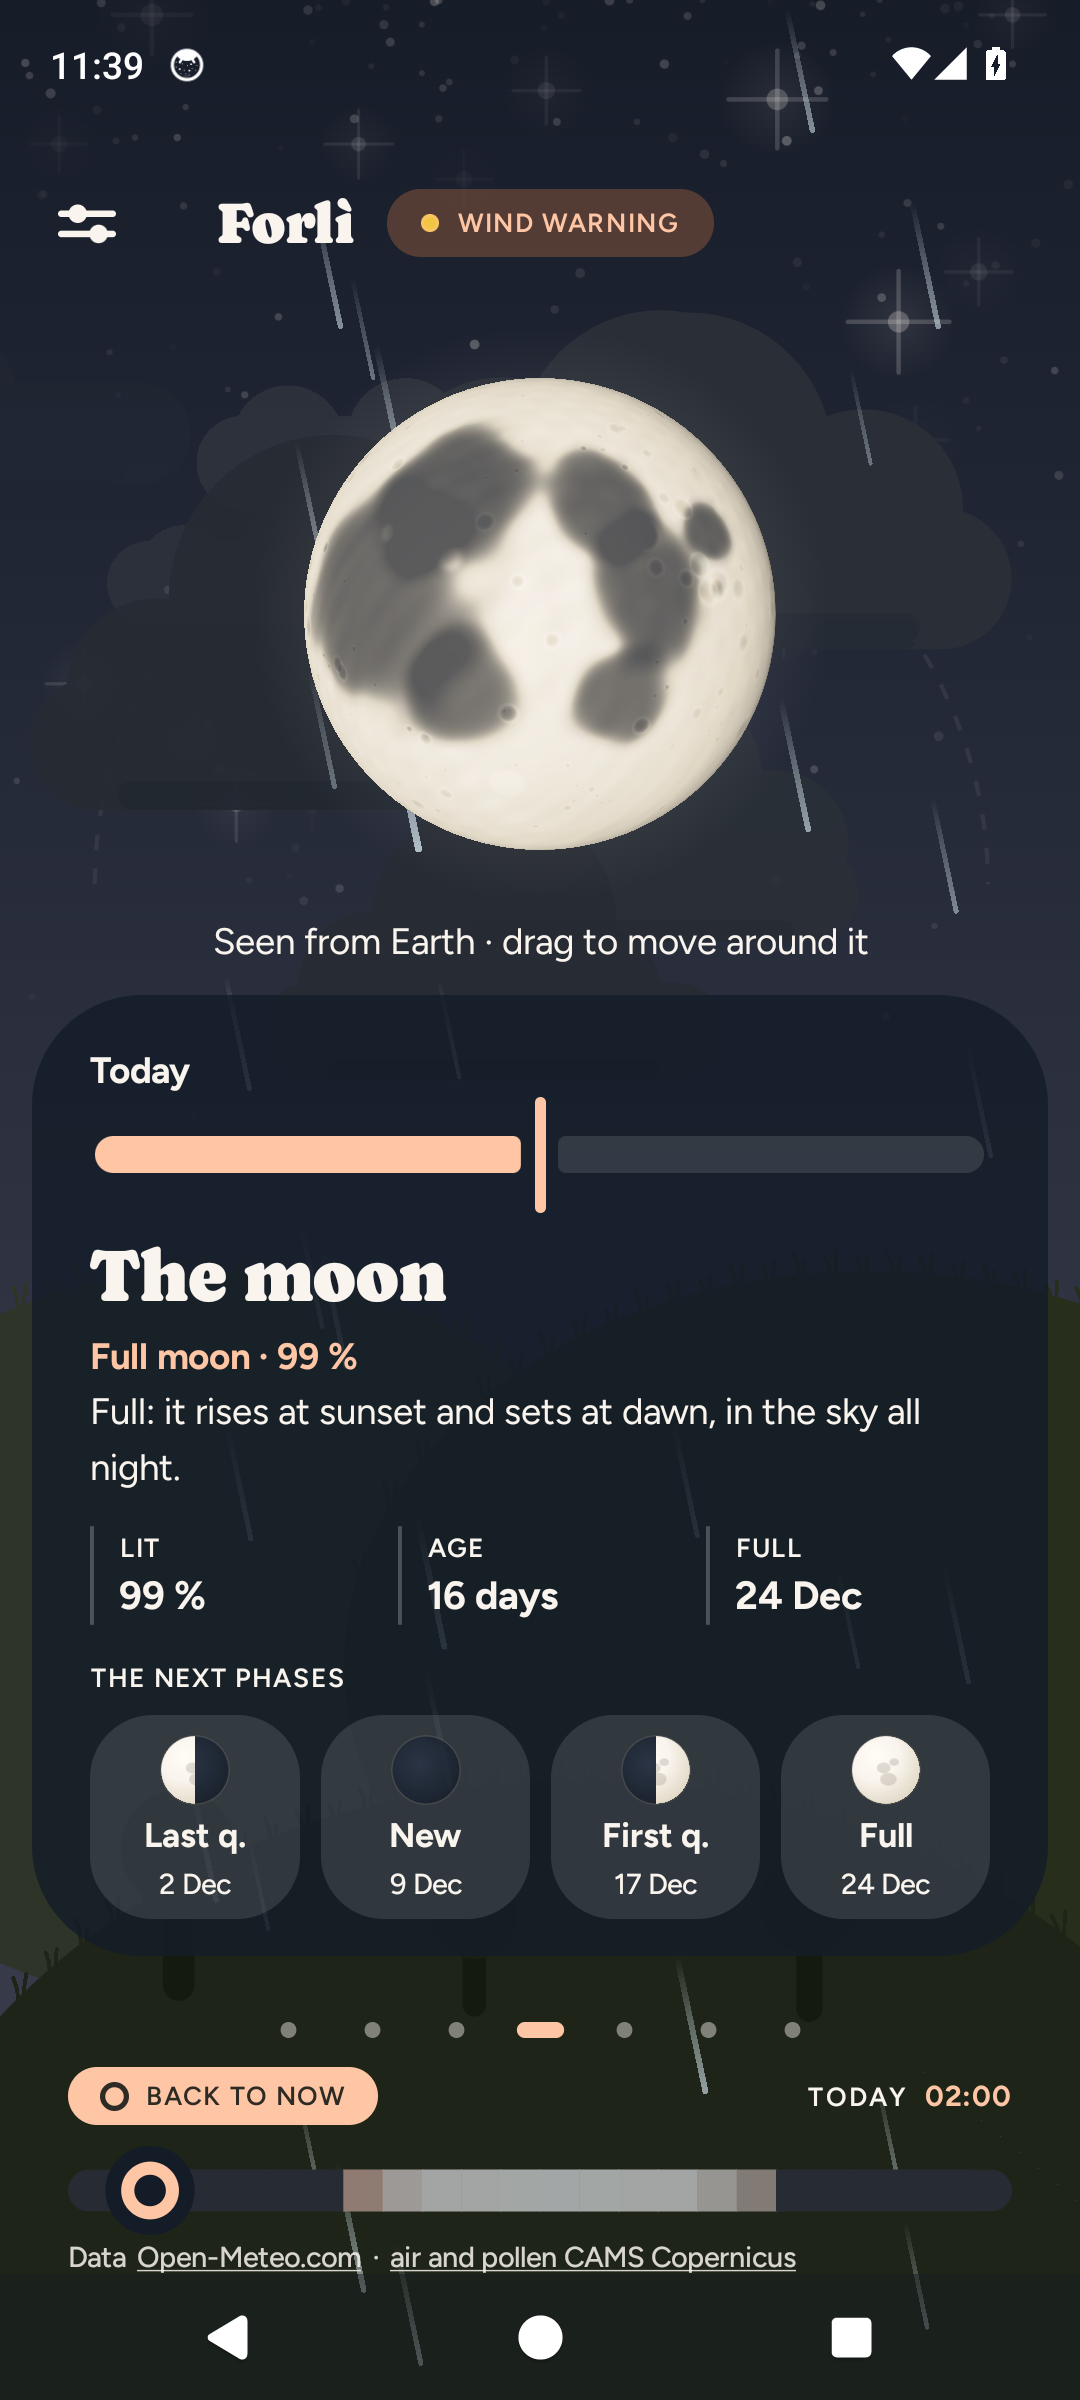 11:39
Forlì
WIND WARNING
Seen from Earth · drag to move around it
Today
The moon
Full moon · 99 %
Full: it rises at sunset and sets at dawn, in the sky all
night.
LIT
99 %
AGE
16 days
FULL
24 Dec
THE NEXT PHASES
Last q.
2 Dec
New
9 Dec
First q.
17 Dec
Full
24 Dec
BACK TO NOW
TODAY 02:00
Data Open-Meteo.com · air and pollen CAMS Copernicus